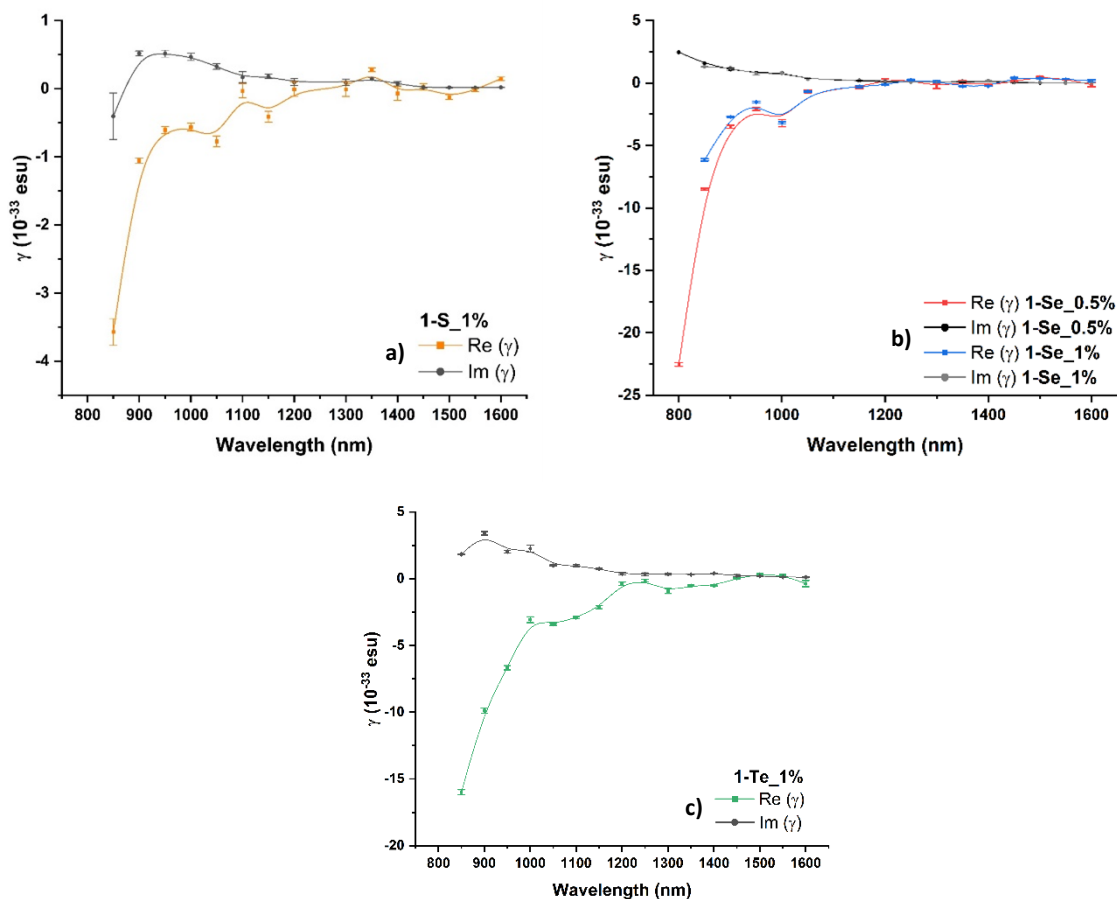 1
0
-1
-2
-3
-4
γ (10⁻³³ esu)
800 900 1000 1100 1200 1300 1400 1500 1600
Wavelength (nm)
a)
1-S_1%
Re (γ)
Im (γ)
5
0
-5
-10
-15
-20
-25
γ (10⁻³³ esu)
800 1000 1200 1400 1600
Wavelength (nm)
b)
Re (γ) 1-Se_0.5%
Im (γ) 1-Se_0.5%
Re (γ) 1-Se_1%
Im (γ) 1-Se_1%
5
0
-5
-10
-15
-20
γ (10⁻³³ esu)
800 900 1000 1100 1200 1300 1400 1500 1600
Wavelength (nm)
c)
1-Te_1%
Re (γ)
Im (γ)